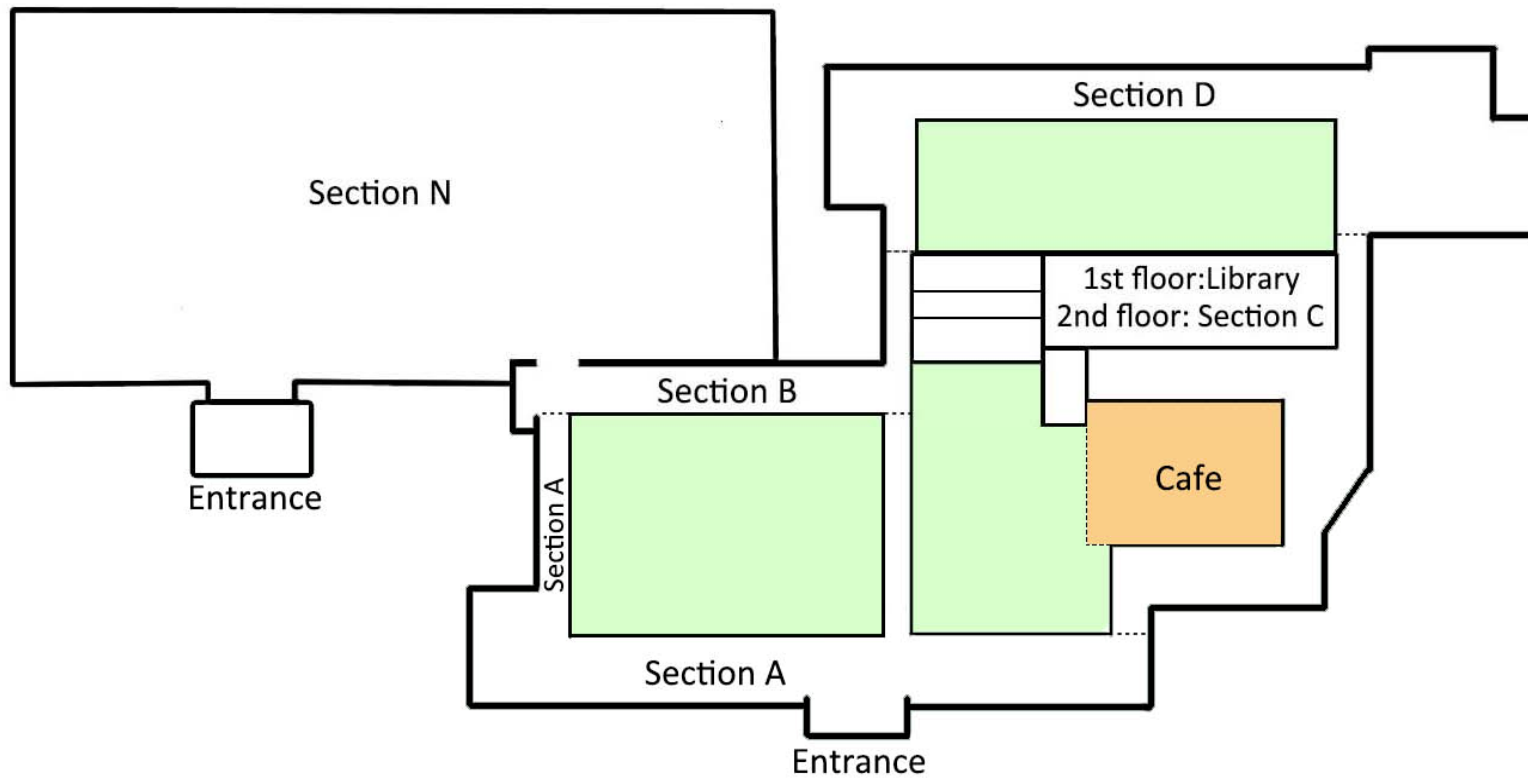 Section D
Section N
1st floor:Library
2nd floor: Section C
Section B
Cafe
Entrance
Section A
Section A
Entrance